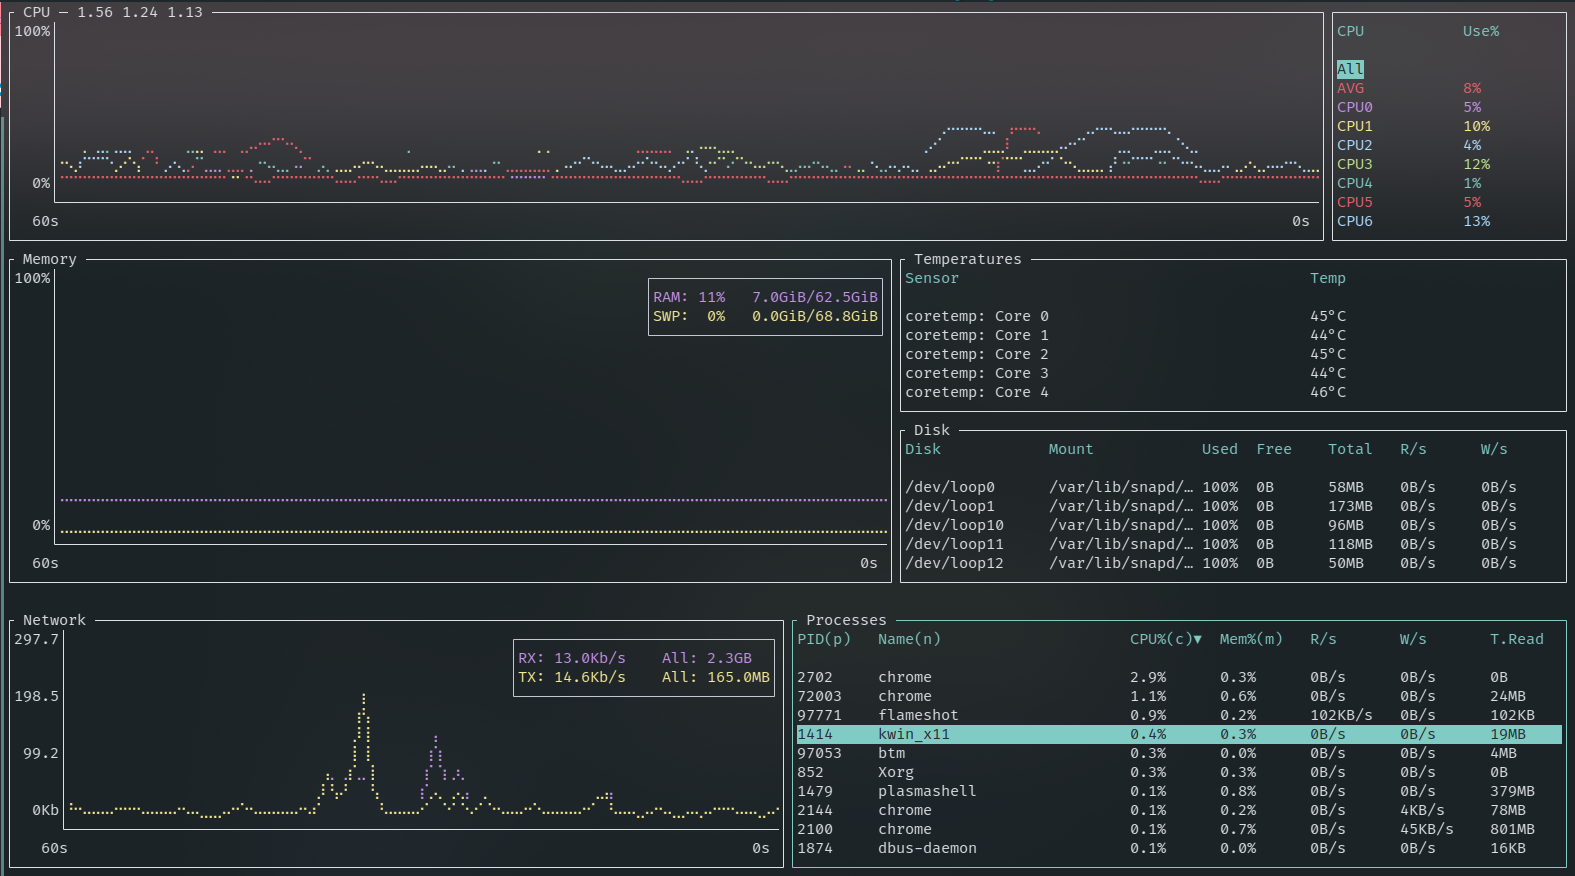 CPU — 1.56 1.24 1.13
100%
0%
60s 0s
CPU Use%
All
AVG 8%
CPU0 5%
CPU1 10%
CPU2 4%
CPU3 12%
CPU4 1%
CPU5 5%
CPU6 13%
Memory
100%
RAM: 11% 7.0GiB/62.5GiB
SWP: 0% 0.0GiB/68.8GiB
0%
60s 0s
Temperatures
Sensor Temp
coretemp: Core 0 45°C
coretemp: Core 1 44°C
coretemp: Core 2 45°C
coretemp: Core 3 44°C
coretemp: Core 4 46°C
Disk
Disk Mount Used Free Total R/s W/s
/dev/loop0 /var/lib/snapd/… 100% 0B 58MB 0B/s 0B/s
/dev/loop1 /var/lib/snapd/… 100% 0B 173MB 0B/s 0B/s
/dev/loop10 /var/lib/snapd/… 100% 0B 96MB 0B/s 0B/s
/dev/loop11 /var/lib/snapd/… 100% 0B 118MB 0B/s 0B/s
/dev/loop12 /var/lib/snapd/… 100% 0B 50MB 0B/s 0B/s
Network
297.7
RX: 13.0Kb/s All: 2.3GB
TX: 14.6Kb/s All: 165.0MB
198.5
99.2
0Kb
60s 0s
Processes
PID(p) Name(n) CPU%(c)▼ Mem%(m) R/s W/s T.Read
2702 chrome 2.9% 0.3% 0B/s 0B/s 0B
72003 chrome 1.1% 0.6% 0B/s 0B/s 24MB
97771 flameshot 0.9% 0.2% 102KB/s 0B/s 102KB
1414 kwin_x11 0.4% 0.3% 0B/s 0B/s 19MB
97053 btm 0.3% 0.0% 0B/s 0B/s 4MB
852 Xorg 0.3% 0.3% 0B/s 0B/s 0B
1479 plasmashell 0.1% 0.8% 0B/s 0B/s 379MB
2144 chrome 0.1% 0.2% 0B/s 4KB/s 78MB
2100 chrome 0.1% 0.7% 0B/s 45KB/s 801MB
1874 dbus-daemon 0.1% 0.0% 0B/s 0B/s 16KB